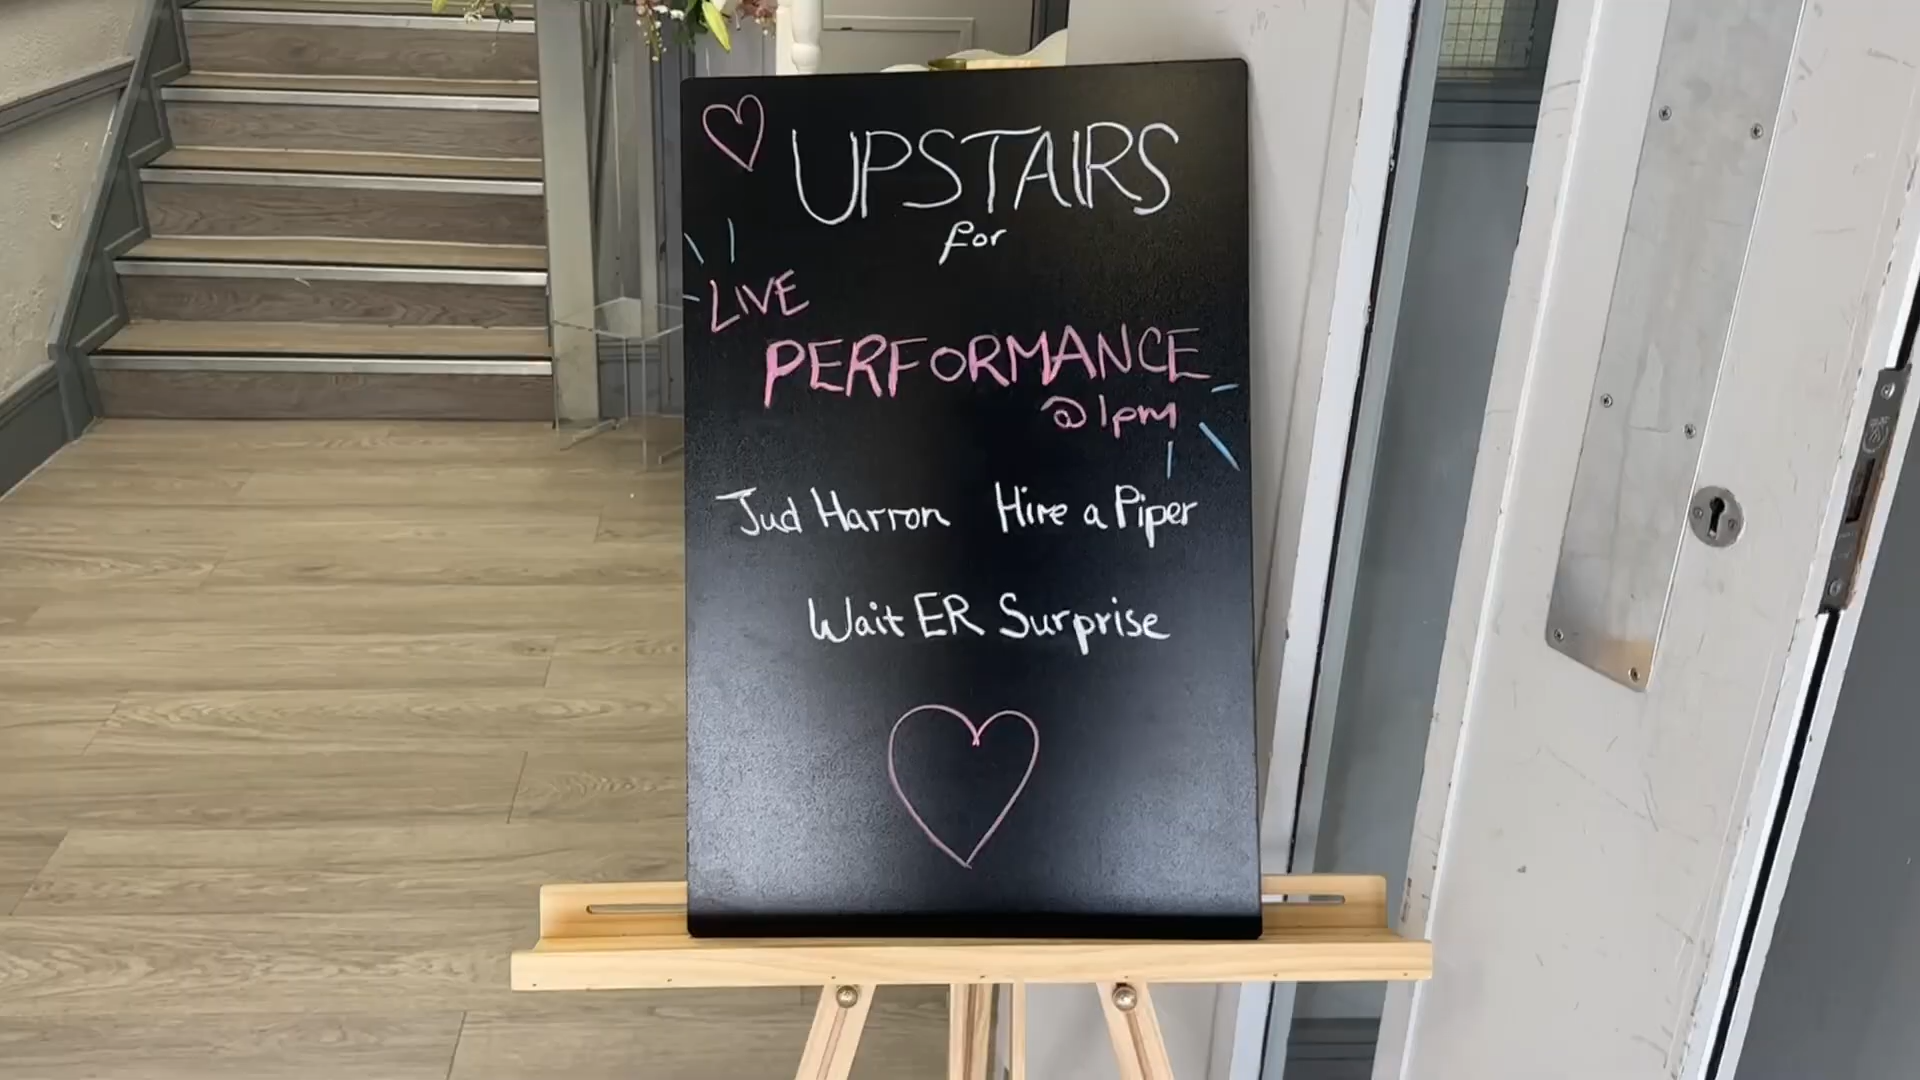 UPSTAIRS
for
LIVE
PERFORMANCE
@1pm
Jud Harron Hire a Piper
Wait ER Surprise